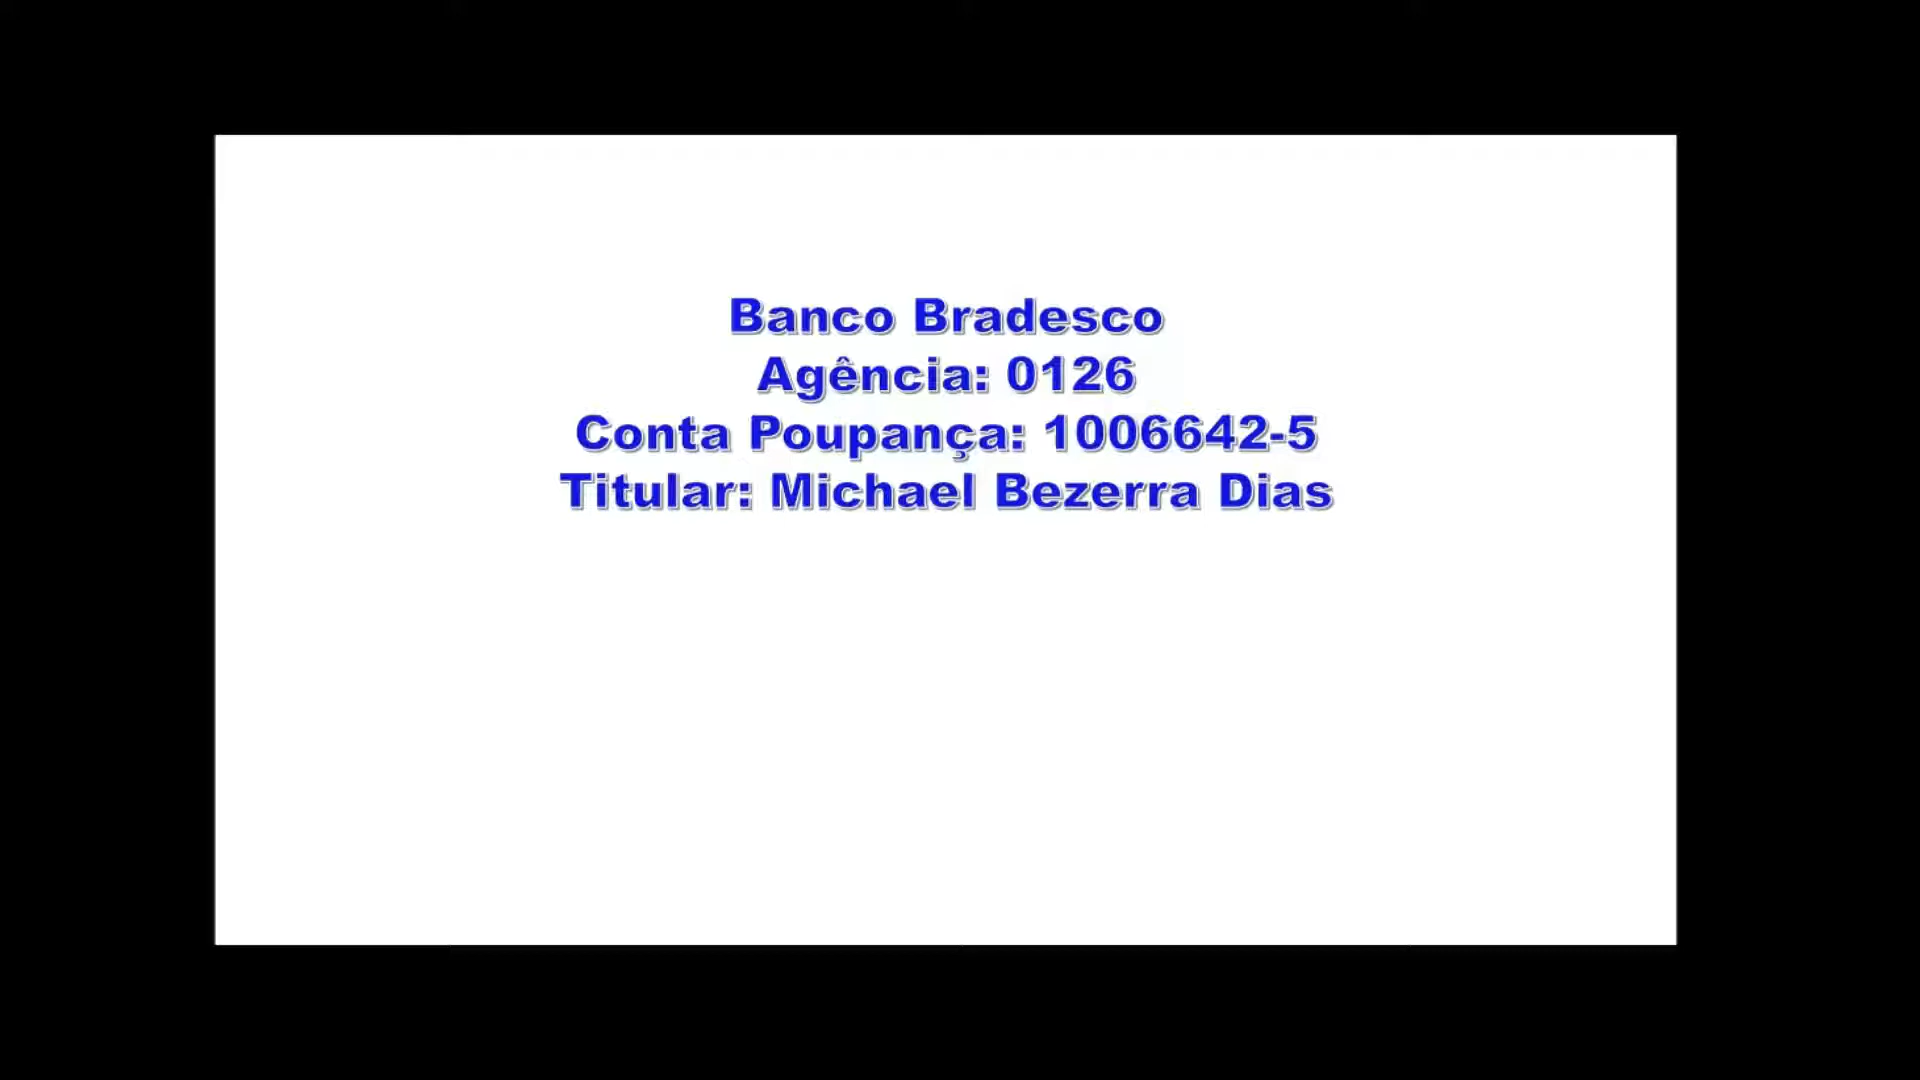 Banco Bradesco
Agência: 0126
Conta Poupança: 1006642-5
Titular: Michael Bezerra Dias